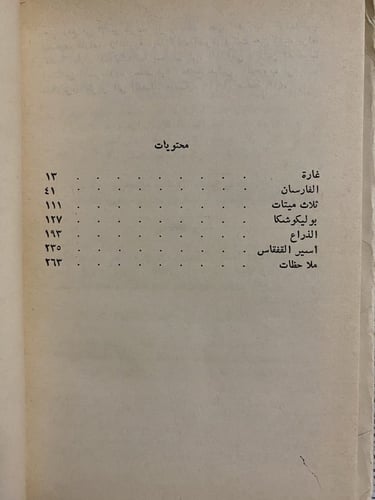 محتويات
غارة . . . . . . . . . . ١٣
الفارسان . . . . . . . . . . ٤١
ثلاث ميتات . . . . . . . . . . ١١١
بوليكوشكا . . . . . . . . . . ١٢٧
الذراع . . . . . . . . . . ١٩٣
أسير القفقاس . . . . . . . . . . ٢٣٥
ملاحظات . . . . . . . . . . ٢٦٣